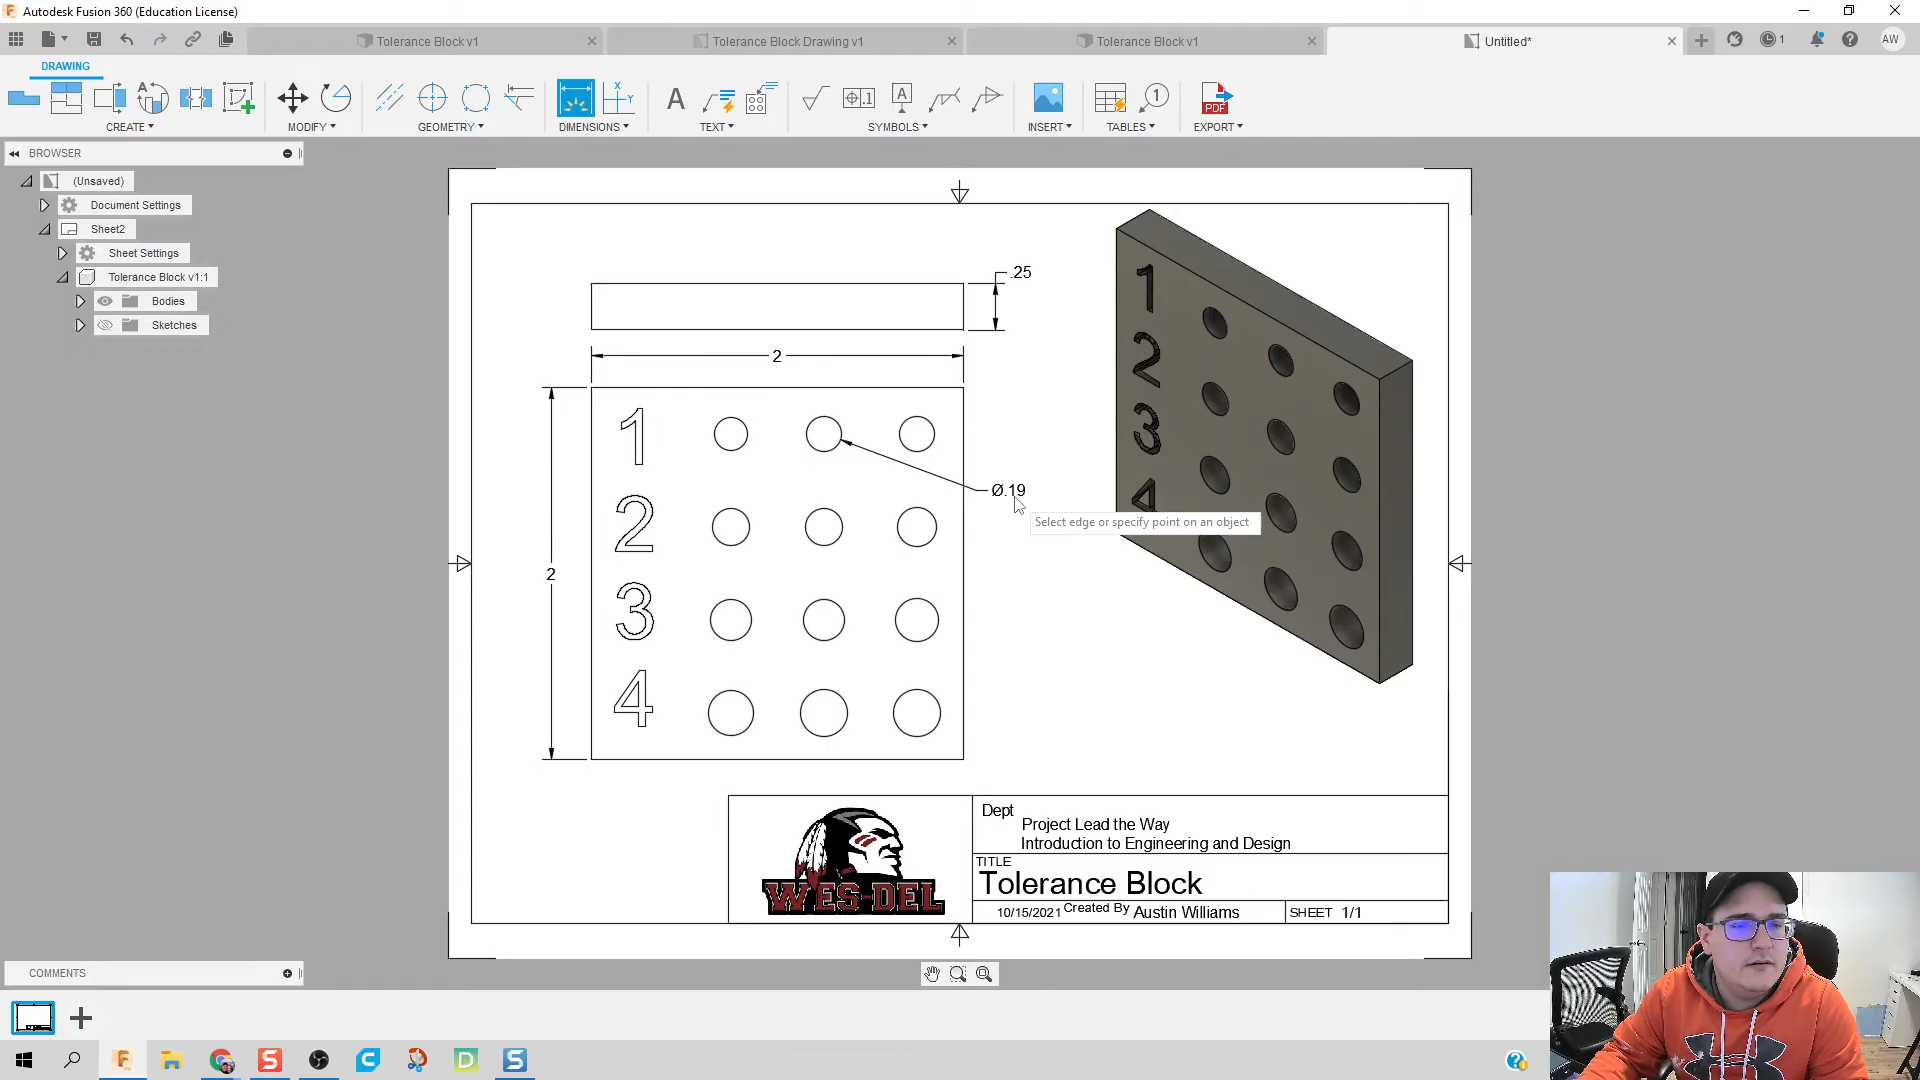 Autodesk Fusion 360 (Education License)
Tolerance Block v1
Tolerance Block Drawing v1
Tolerance Block v1
Untitled*
1
AW
DRAWING
CREATE
MODIFY
GEOMETRY
DIMENSIONS
TEXT
SYMBOLS
INSERT
TABLES
EXPORT
BROWSER
(Unsaved)
Document Settings
Sheet2
Sheet Settings
Tolerance Block v1:1
Bodies
Sketches
.25
2
2
1
2
3
4
Ø.19
Select edge or specify point on an object
1
2
3
4
WES-DEL
Dept
Project Lead the Way
Introduction to Engineering and Design
TITLE
Tolerance Block
10/15/2021 Created By Austin Williams
SHEET 1/1
COMMENTS